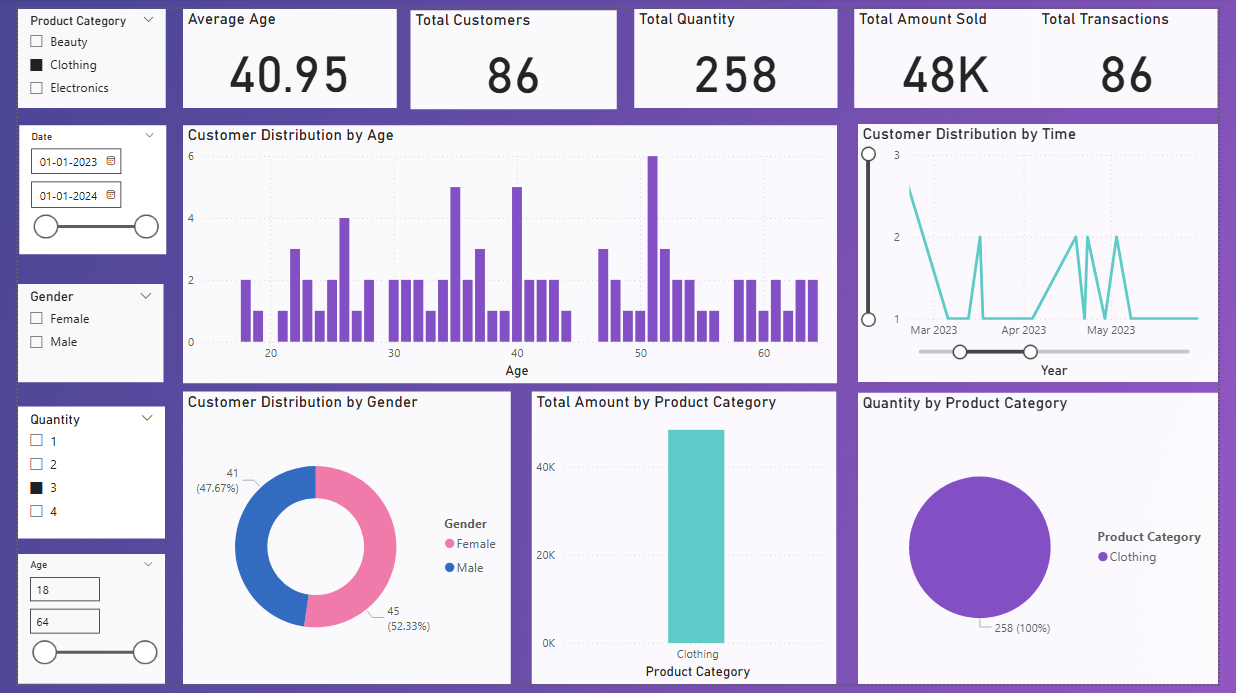 Product Category
Beauty
Clothing
Electronics
Average Age
40.95
Total Customers
86
Total Quantity
258
Total Amount Sold
48K
Total Transactions
86
Date
01-01-2023
01-01-2024
Gender
Female
Male
Quantity
1
2
3
4
Age
18
64
Customer Distribution by Age
6
4
2
0
20
30
40
50
60
Age
Customer Distribution by Time
3
2
1
Mar 2023
Apr 2023
May 2023
Year
Customer Distribution by Gender
41
(47.67%)
45
(52.33%)
Gender
Female
Male
Total Amount by Product Category
40K
20K
0K
Clothing
Product Category
Quantity by Product Category
258 (100%)
Product Category
Clothing